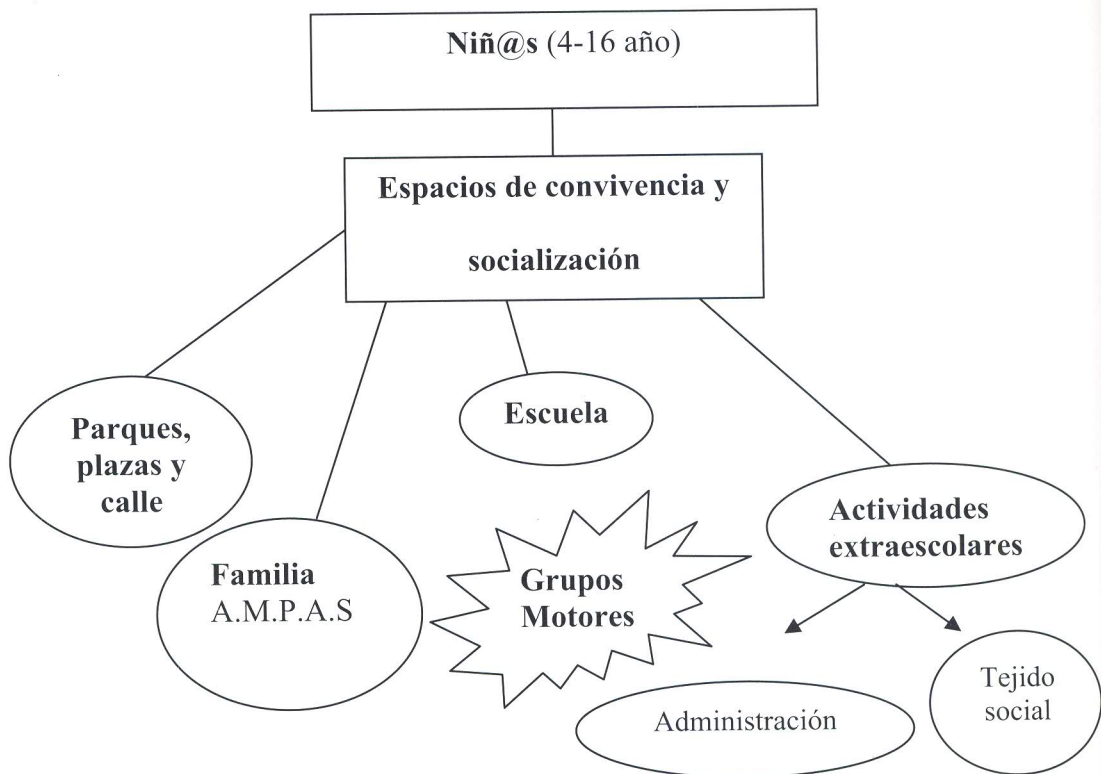 Niñ@s (4-16 año)
Espacios de convivencia y
socialización
Parques,
plazas y
calle
Escuela
Familia
A.M.P.A.S
Grupos
Motores
Actividades
extraescolares
Administración
Tejido
social